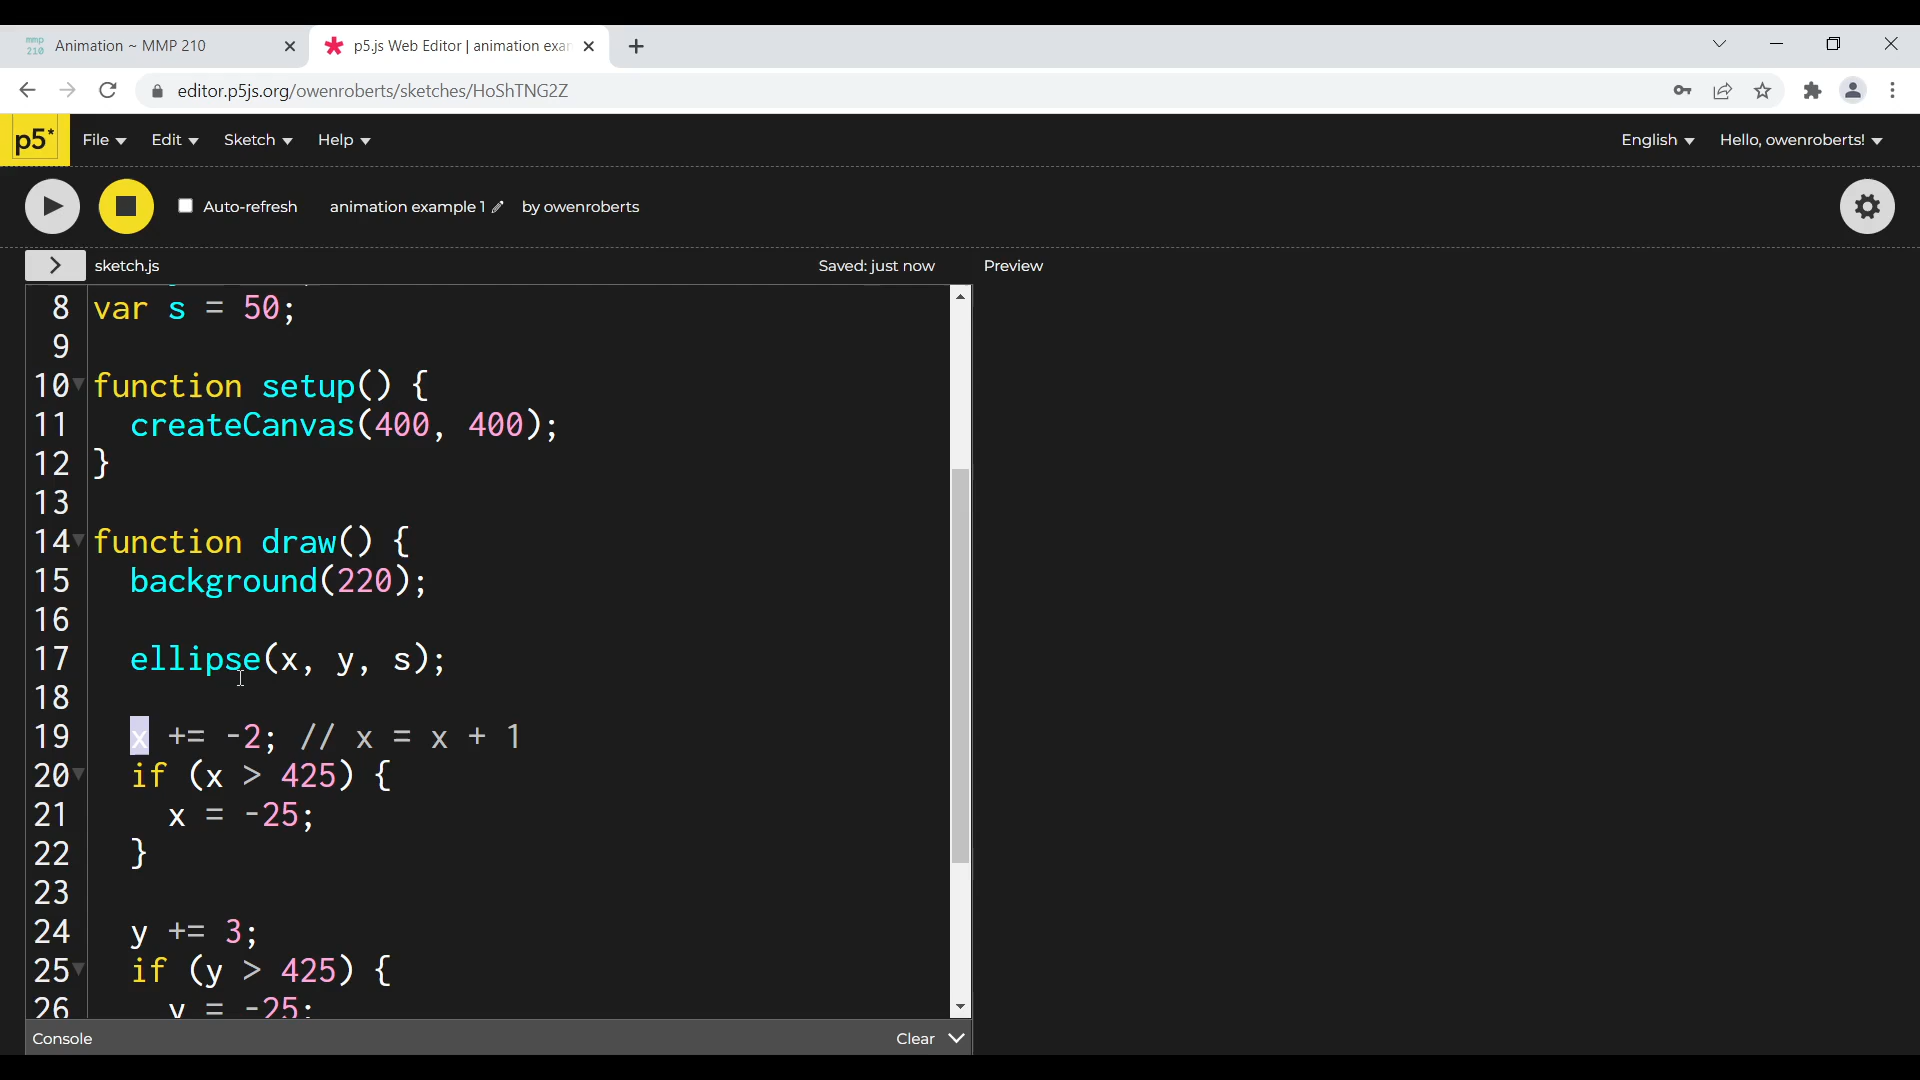 mmp
210
Animation ~ MMP 210
p5.js Web Editor | animation exa
editor.p5js.org/owenroberts/sketches/HoShTNG2Z
p5* File Edit Sketch Help English Hello, owenroberts!
Auto-refresh animation example 1 by owenroberts
sketch.js Saved: just now Preview
8 var s = 50;
9
10 function setup() {
11 createCanvas(400, 400);
12 }
13
14 function draw() {
15 background(220);
16
17 ellipse(x, y, s);
18
19 x += -2; // x = x + 1
20 if (x > 425) {
21 x = -25;
22 }
23
24 y += 3;
25 if (y > 425) {
26 y = -25;
Console Clear